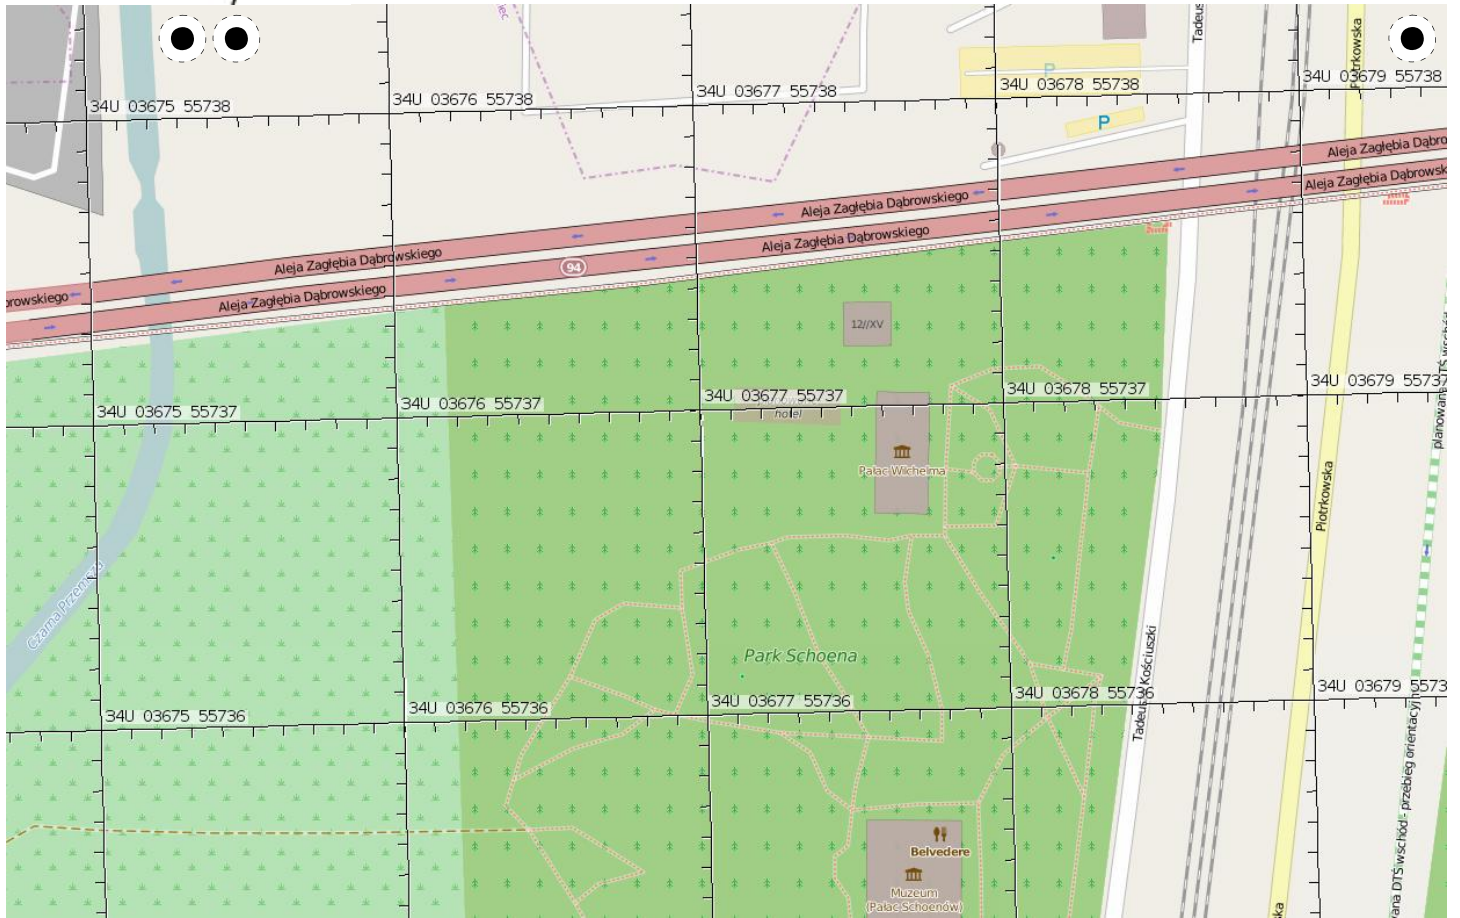 Tadeus
Piotrkowska
34U 03675 55738
34U 03676 55738
34U 03677 55738
34U 03678 55738
34U 03679 55738
P
P
Aleja Zagłębia Dąbro
Aleja Zagłębia Dąbrowskiego
Aleja Zagłębia Dąbrowsk
Aleja Zagłębia Dąbrowskiego
Aleja Zagłębia Dąbrowskiego
94
browskiego
Aleja Zagłębia Dąbrowskiego
12//XV
34U 03675 55737
34U 03676 55737
34U 03677 55737
34U 03678 55737
34U 03679 55737
hotel
Pałac Wilchelma
Piotrkowska
Czarna Przemsza
Park Schoena
Tadeusza Kościuszki
34U 03675 55736
34U 03676 55736
34U 03677 55736
34U 03678 55736
34U 03679 5573
Belvedere
Muzeum
(Pałac Schoenów)
ska